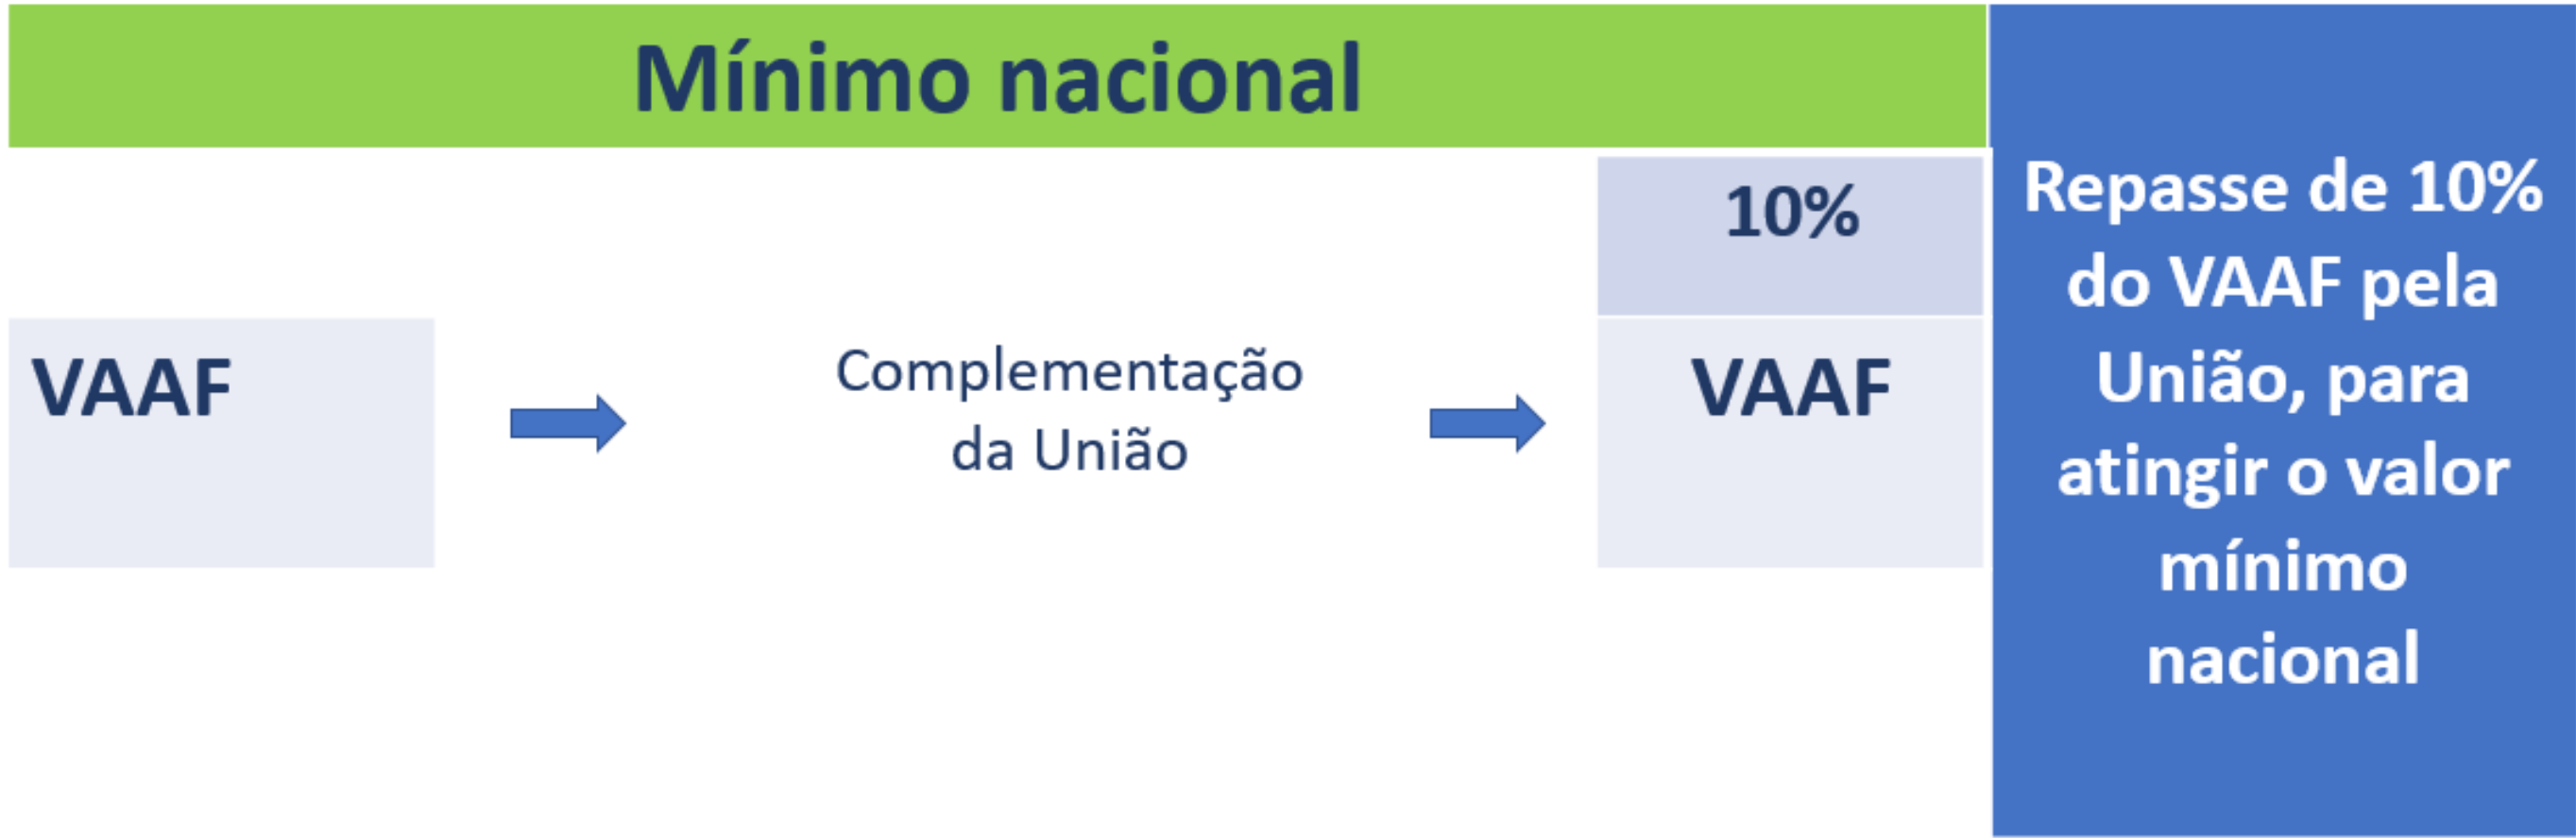 Mínimo nacional
VAAF
Complementação
da União
10%
VAAF
Repasse de 10%
do VAAF pela
União, para
atingir o valor
mínimo
nacional